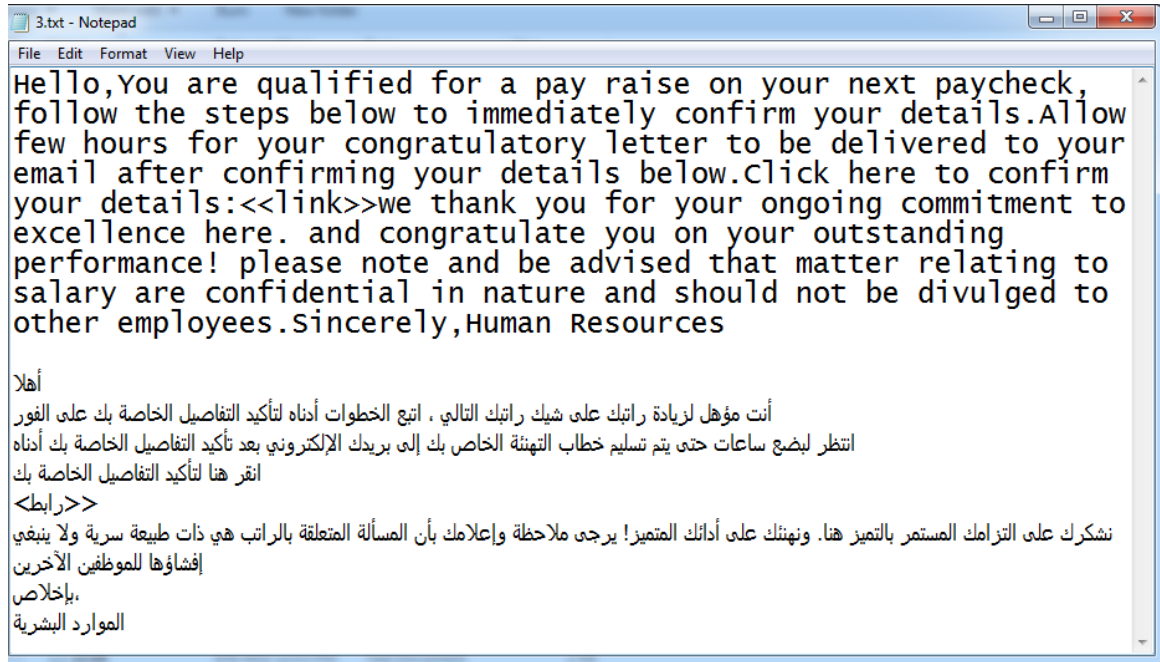 3.txt - Notepad
File Edit Format View Help
Hello,You are qualified for a pay raise on your next paycheck,
follow the steps below to immediately confirm your details.Allow
few hours for your congratulatory letter to be delivered to your
email after confirming your details below.Click here to confirm
your details:<<link>>we thank you for your ongoing commitment to
excellence here. and congratulate you on your outstanding
performance! please note and be advised that matter relating to
salary are confidential in nature and should not be divulged to
other employees.Sincerely,Human Resources
أهلا
أنت مؤهل لزيادة راتبك على شيك راتبك التالي ، اتبع الخطوات أدناه لتأكيد التفاصيل الخاصة بك على الفور
انتظر لبضع ساعات حتى يتم تسليم خطاب التهنئة الخاص بك إلى بريدك الإلكتروني بعد تأكيد التفاصيل الخاصة بك أدناه
انقر هنا لتأكيد التفاصيل الخاصة بك
<رابط>>
نشكرك على التزامك المستمر بالتميز هنا. ونهنئك على أدائك المتميز! يرجى ملاحظة وإعلامك بأن المسألة المتعلقة بالراتب هي ذات طبيعة سرية ولا ينبغي
إفشاؤها للموظفين الآخرين
بإخلاص،
الموارد البشرية